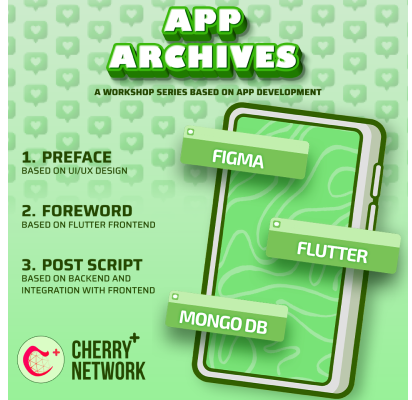 APP
ARCHIVES
A WORKSHOP SERIES BASED ON APP DEVELOPMENT
1. PREFACE
BASED ON UI/UX DESIGN
2. FOREWORD
BASED ON FLUTTER FRONTEND
3. POST SCRIPT
BASED ON BACKEND AND
INTEGRATION WITH FRONTEND
FIGMA
FLUTTER
MONGO DB
CHERRY+
NETWORK